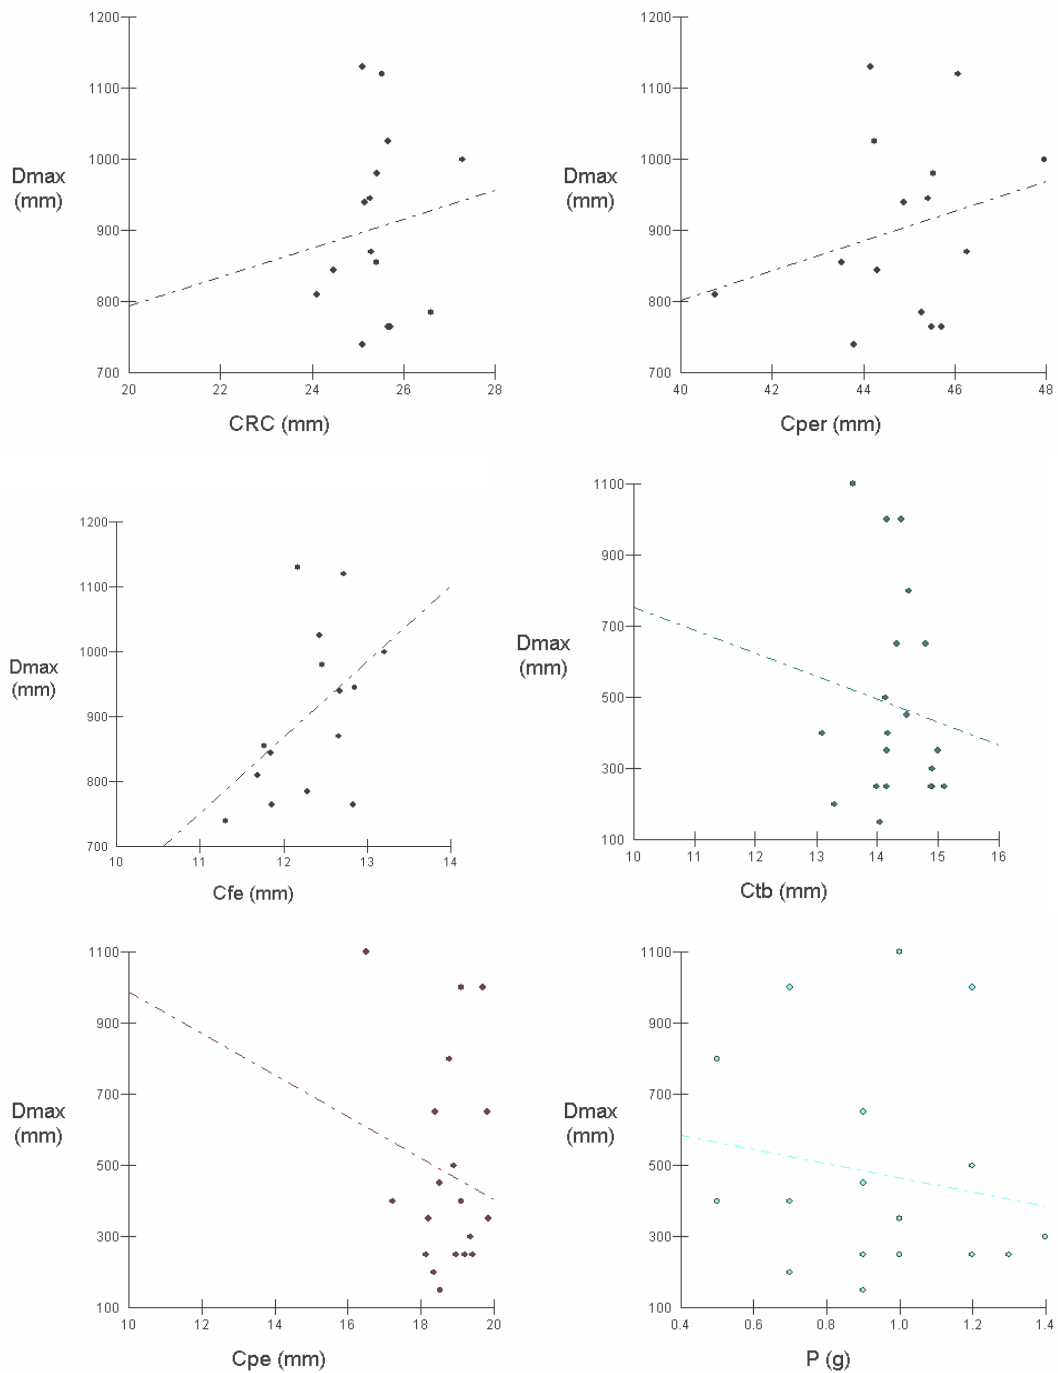 1200
1100
1000
900
800
700
Dmax
(mm)
20 22 24 26 28
CRC (mm)
1200
1100
1000
900
800
700
Dmax
(mm)
40 42 44 46 48
Cper (mm)
1200
1100
1000
900
800
700
Dmax
(mm)
10 11 12 13 14
Cfe (mm)
1100
900
700
500
300
100
Dmax
(mm)
10 11 12 13 14 15 16
Ctb (mm)
1100
900
700
500
300
100
Dmax
(mm)
10 12 14 16 18 20
Cpe (mm)
1100
900
700
500
300
100
Dmax
(mm)
0.4 0.6 0.8 1.0 1.2 1.4
P (g)